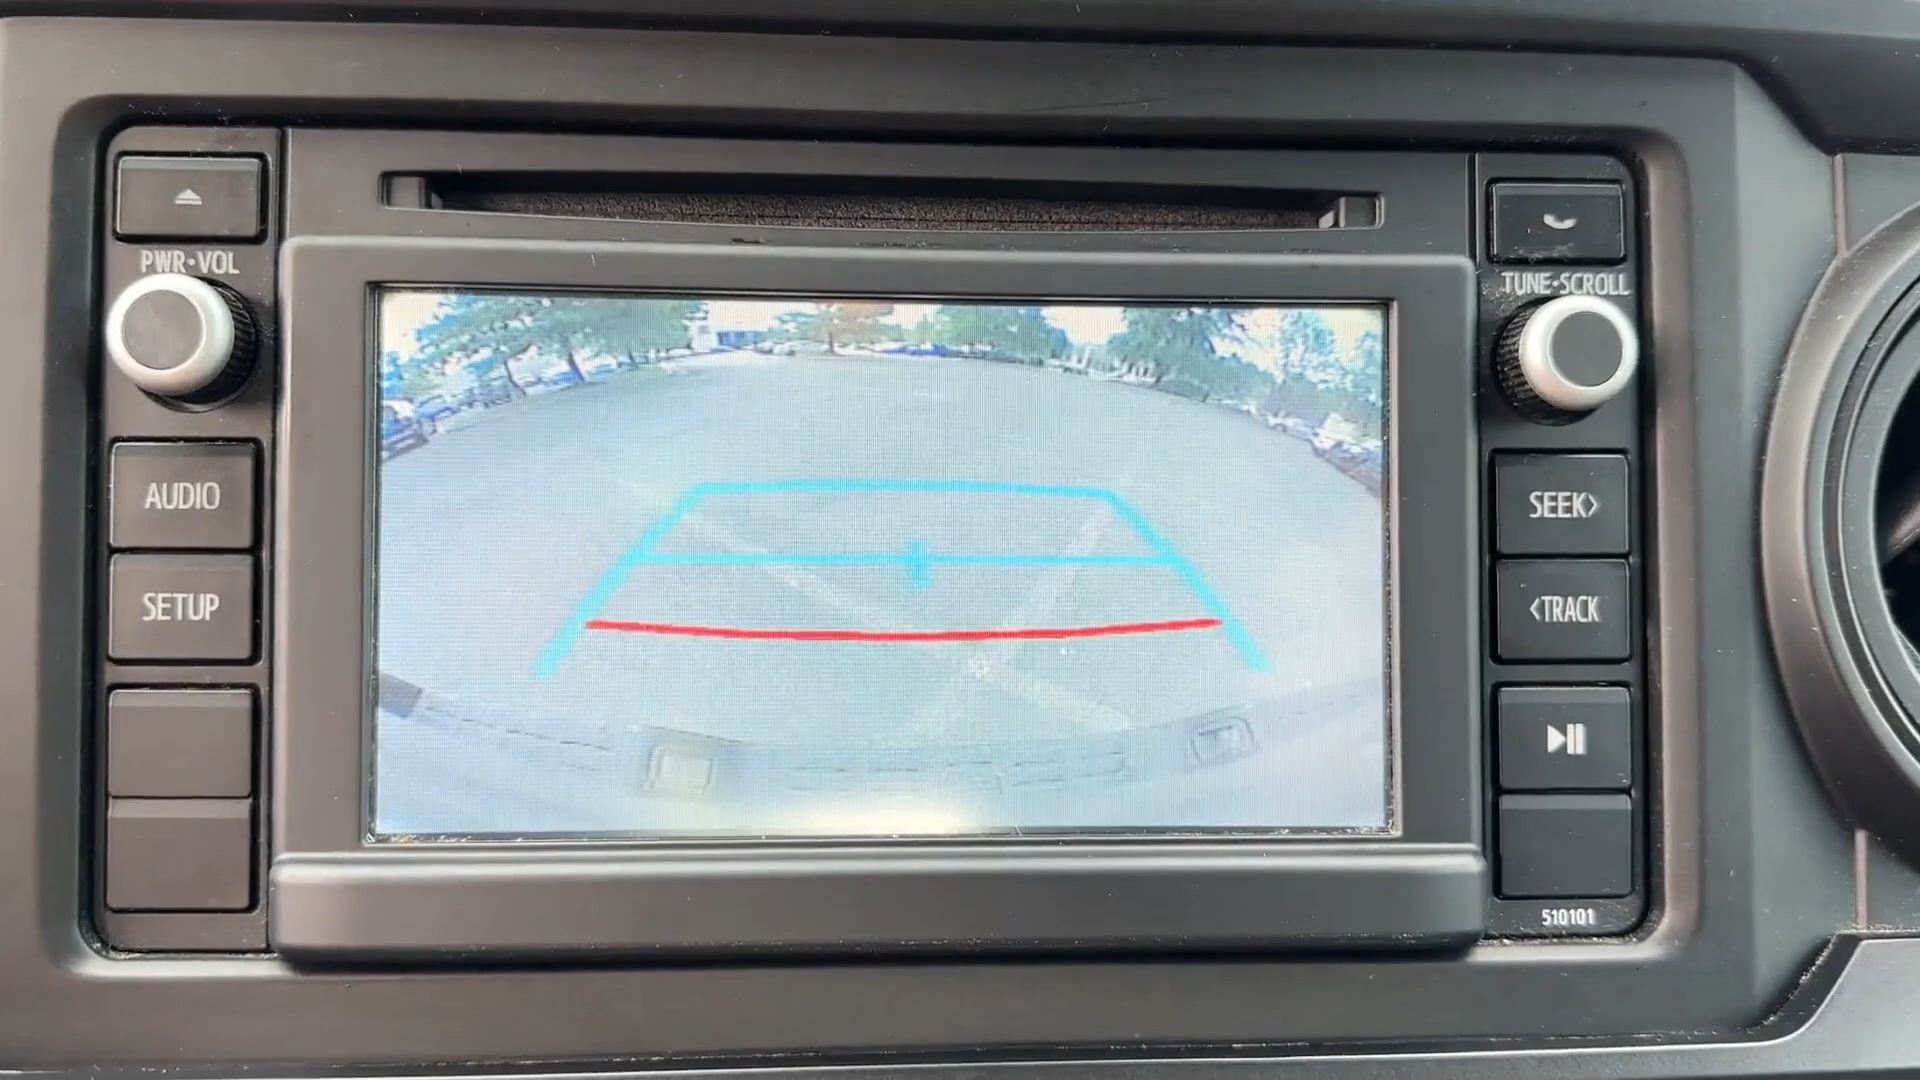 PWR•VOL
AUDIO
SETUP
TUNE•SCROLL
SEEK>
<TRACK
510101